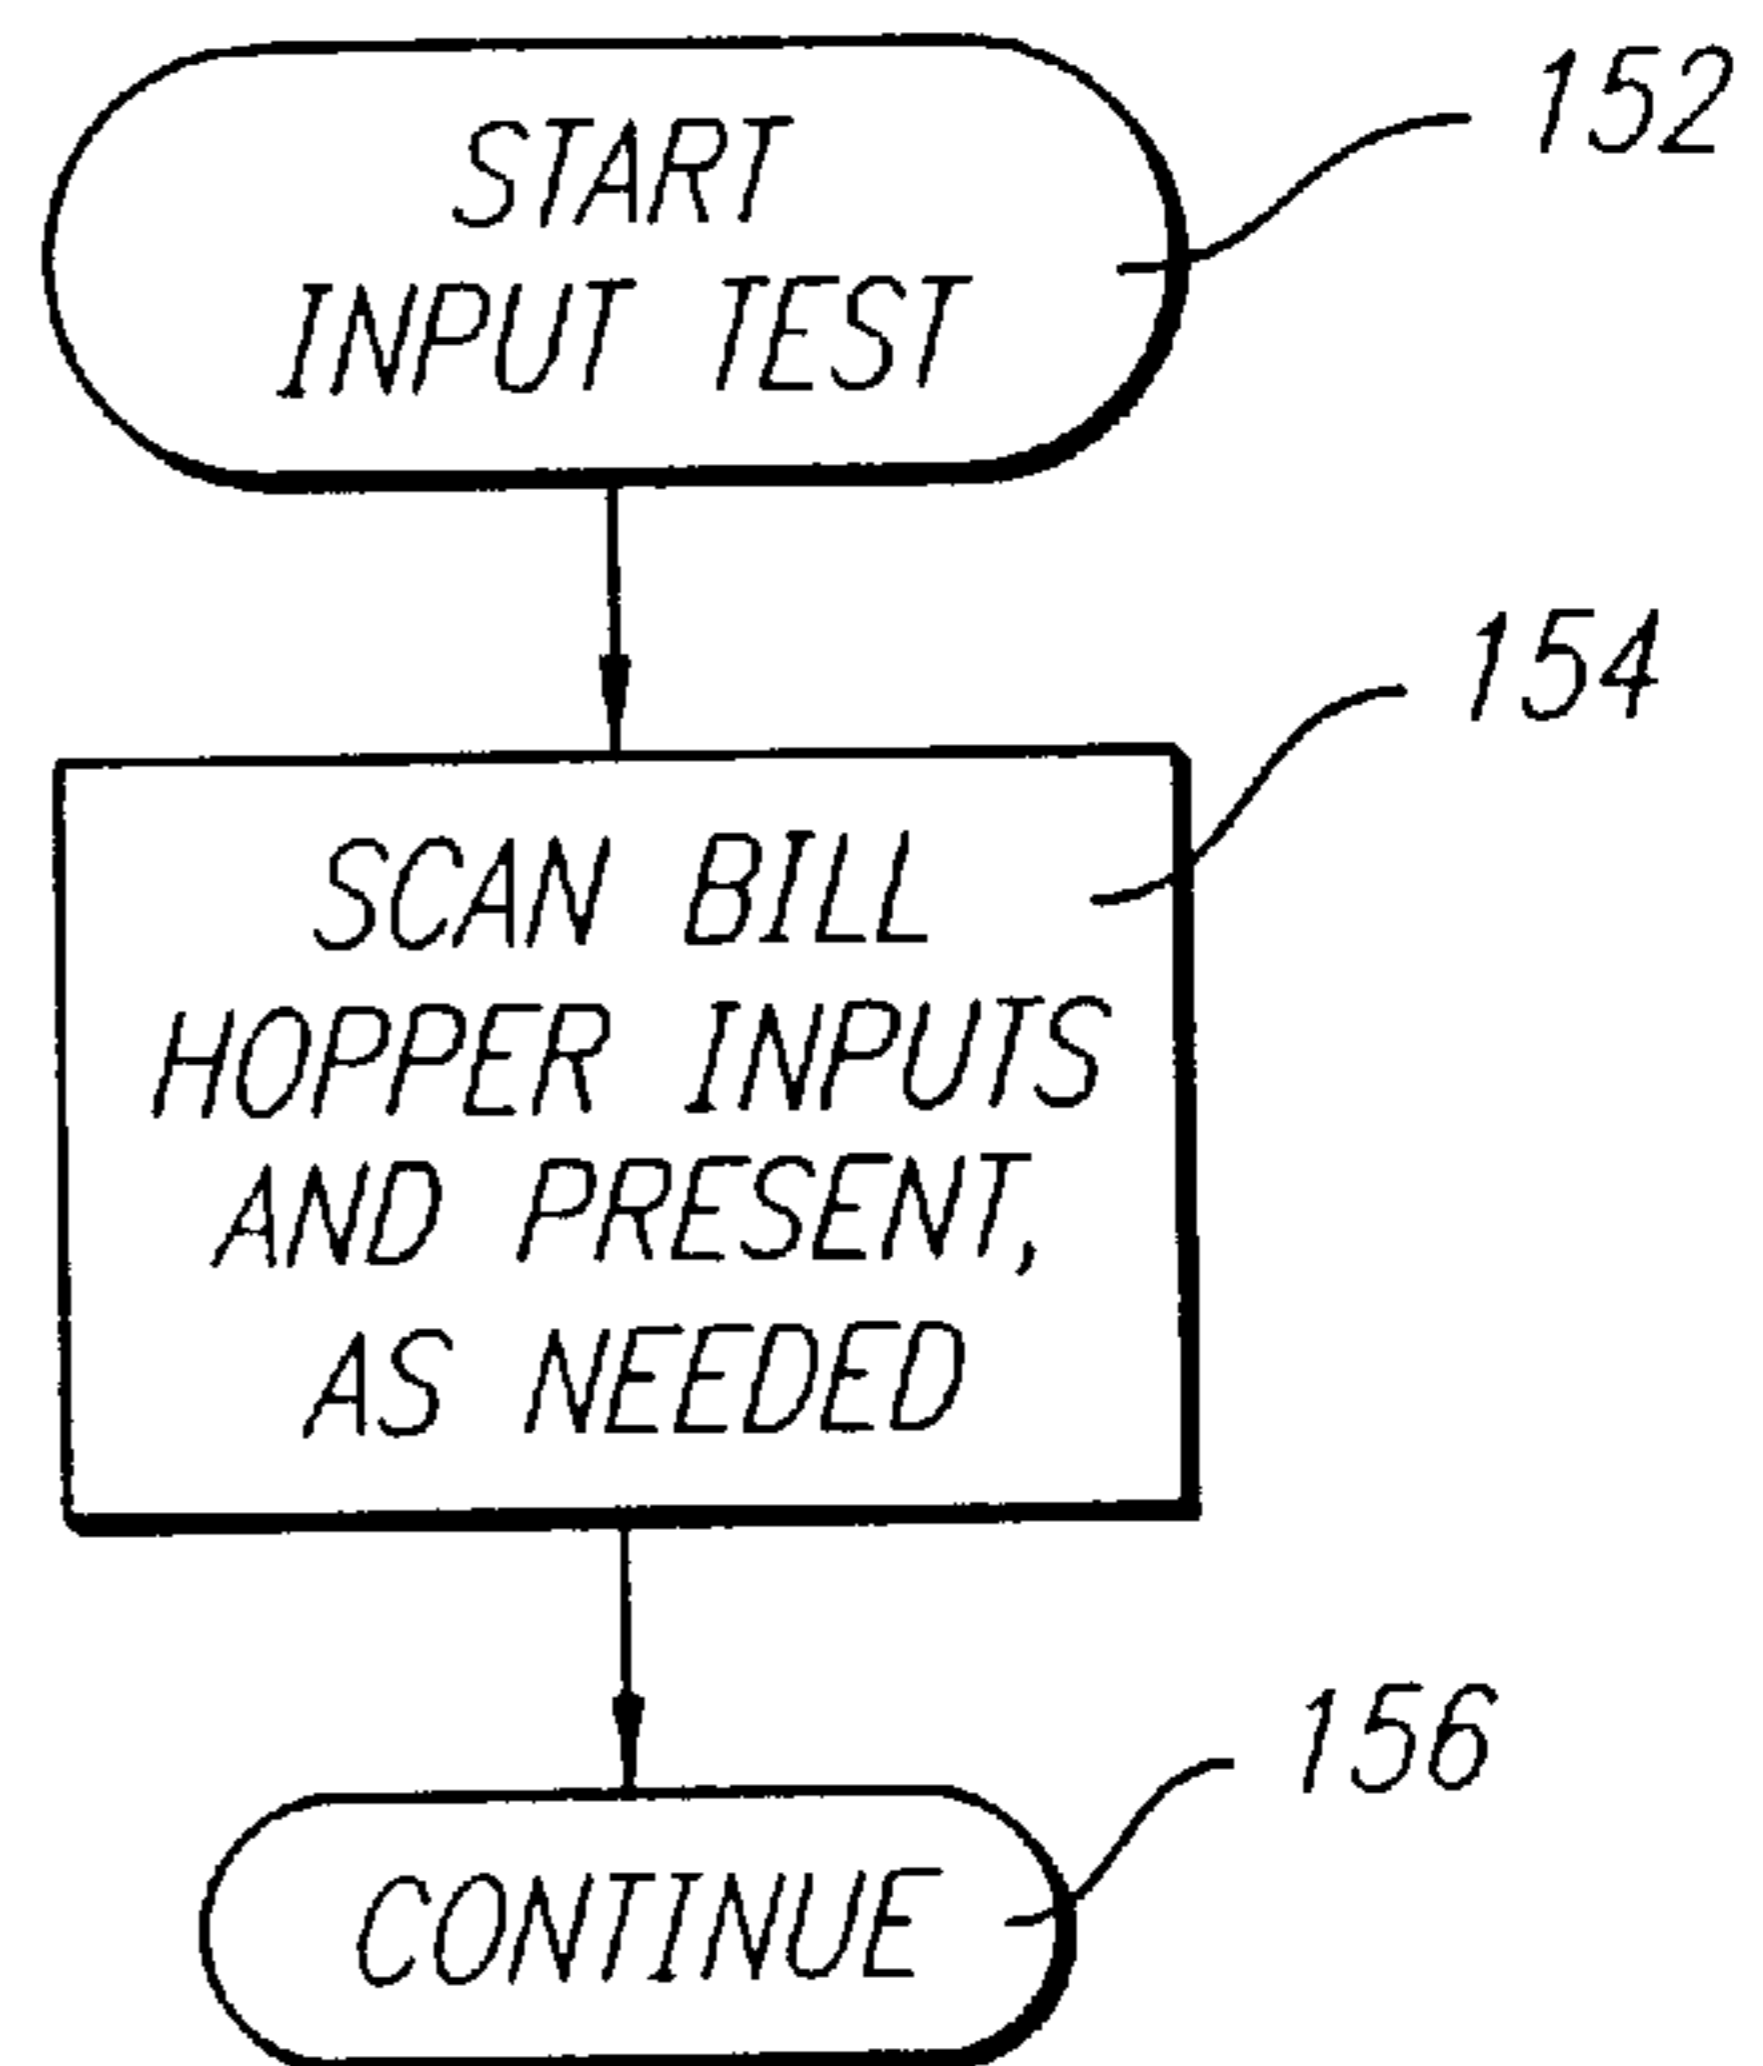 START
INPUT TEST
152
SCAN BILL
HOPPER INPUTS
AND PRESENT,
AS NEEDED
154
CONTINUE
156